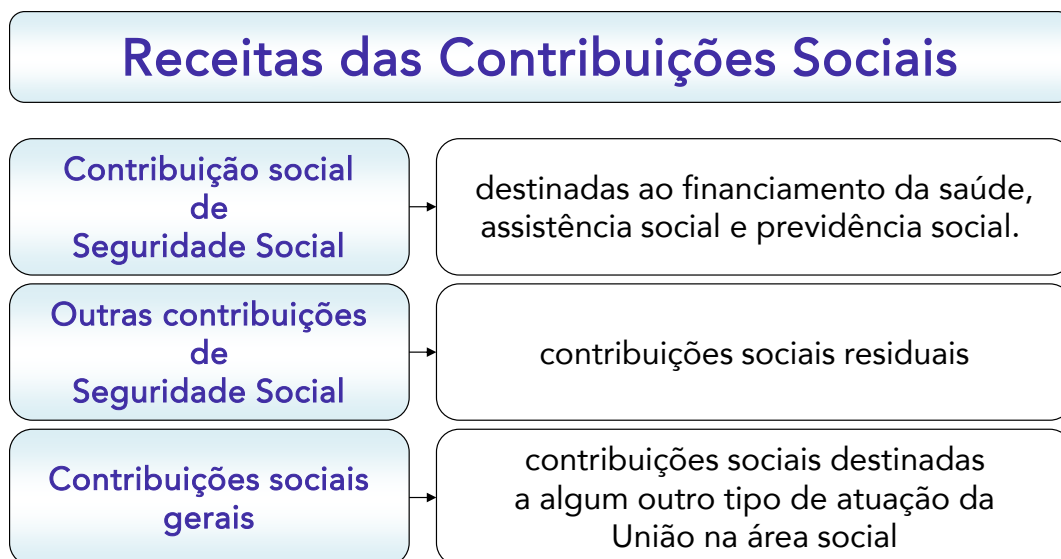 Receitas das Contribuições Sociais
Contribuição social
de
Seguridade Social
destinadas ao financiamento da saúde,
assistência social e previdência social.
Outras contribuições
de
Seguridade Social
contribuições sociais residuais
Contribuições sociais
gerais
contribuições sociais destinadas
a algum outro tipo de atuação da
União na área social